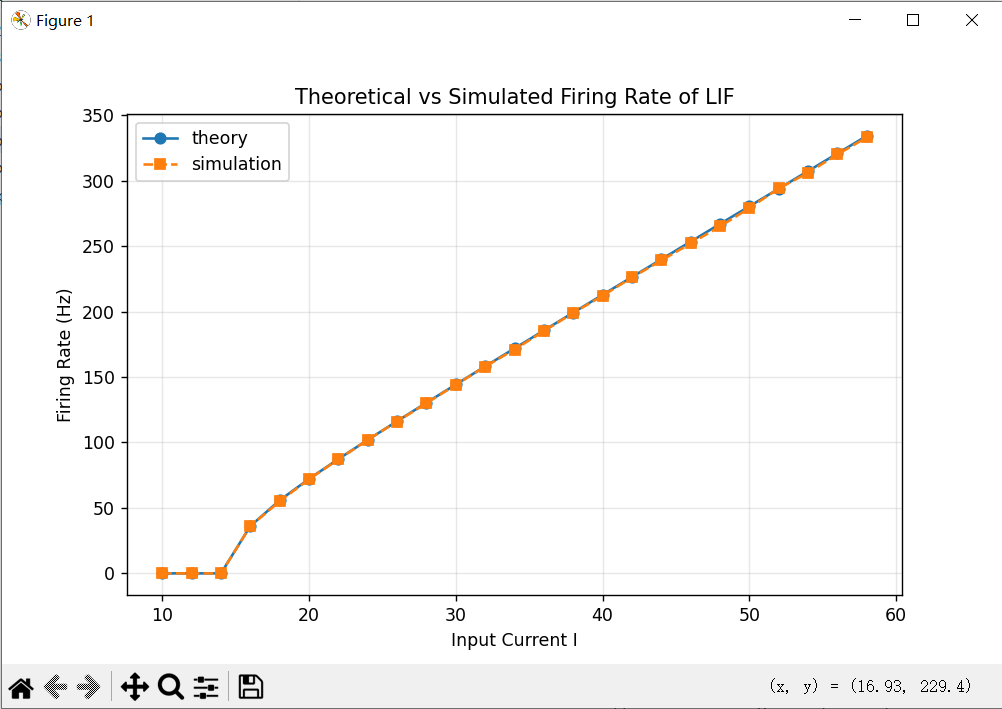 Figure 1
Theoretical vs Simulated Firing Rate of LIF
theory
simulation
350
300
250
200
150
100
50
0
Firing Rate (Hz)
10 20 30 40 50 60
Input Current I
(x, y) = (16.93, 229.4)